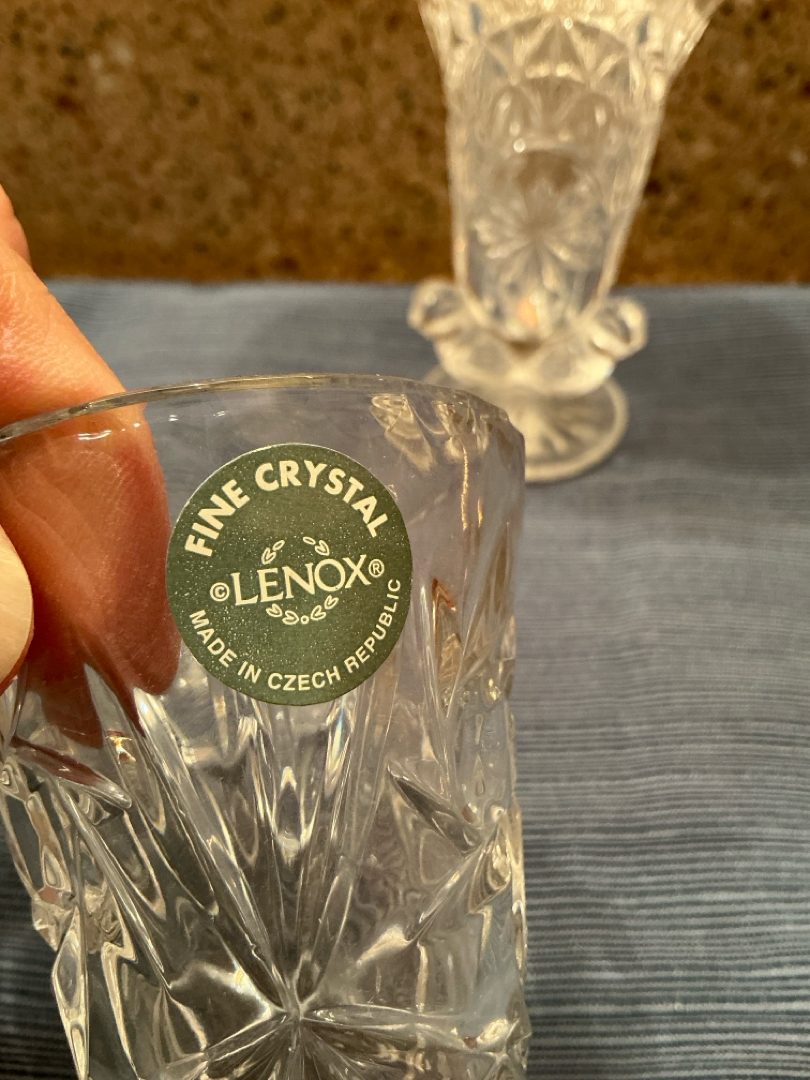 FINE CRYSTAL
©LENOX®
MADE IN CZECH REPUBLIC